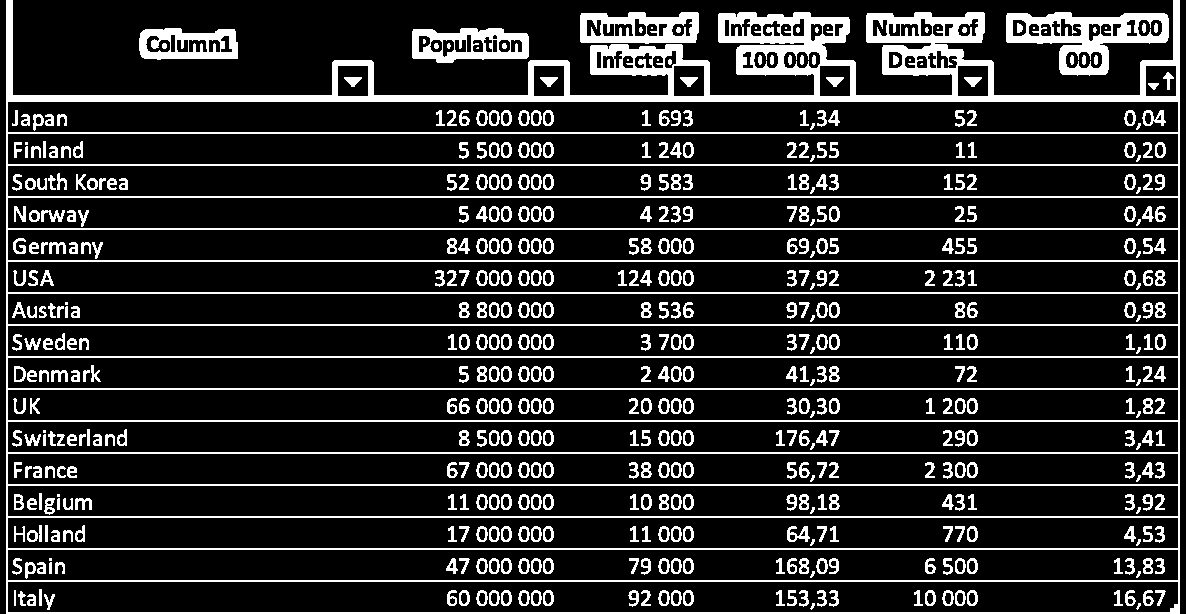 Column1 Population Number of Infected Infected per 100 000 Number of Deaths Deaths per 100 000
Japan 126 000 000 1 693 1,34 52 0,04
Finland 5 500 000 1 240 22,55 11 0,20
South Korea 52 000 000 9 583 18,43 152 0,29
Norway 5 400 000 4 239 78,50 25 0,46
Germany 84 000 000 58 000 69,05 455 0,54
USA 327 000 000 124 000 37,92 2 231 0,68
Austria 8 800 000 8 536 97,00 86 0,98
Sweden 10 000 000 3 700 37,00 110 1,10
Denmark 5 800 000 2 400 41,38 72 1,24
UK 66 000 000 20 000 30,30 1 200 1,82
Switzerland 8 500 000 15 000 176,47 290 3,41
France 67 000 000 38 000 56,72 2 300 3,43
Belgium 11 000 000 10 800 98,18 431 3,92
Holland 17 000 000 11 000 64,71 770 4,53
Spain 47 000 000 79 000 168,09 6 500 13,83
Italy 60 000 000 92 000 153,33 10 000 16,67